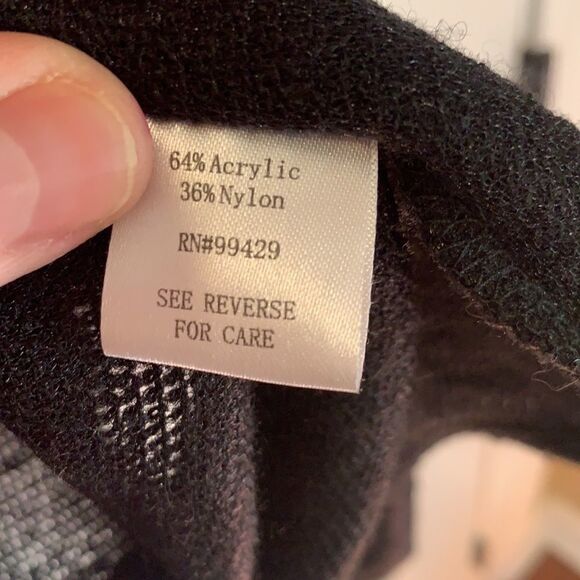 64% Acrylic
36% Nylon
RN#99429
SEE REVERSE
FOR CARE